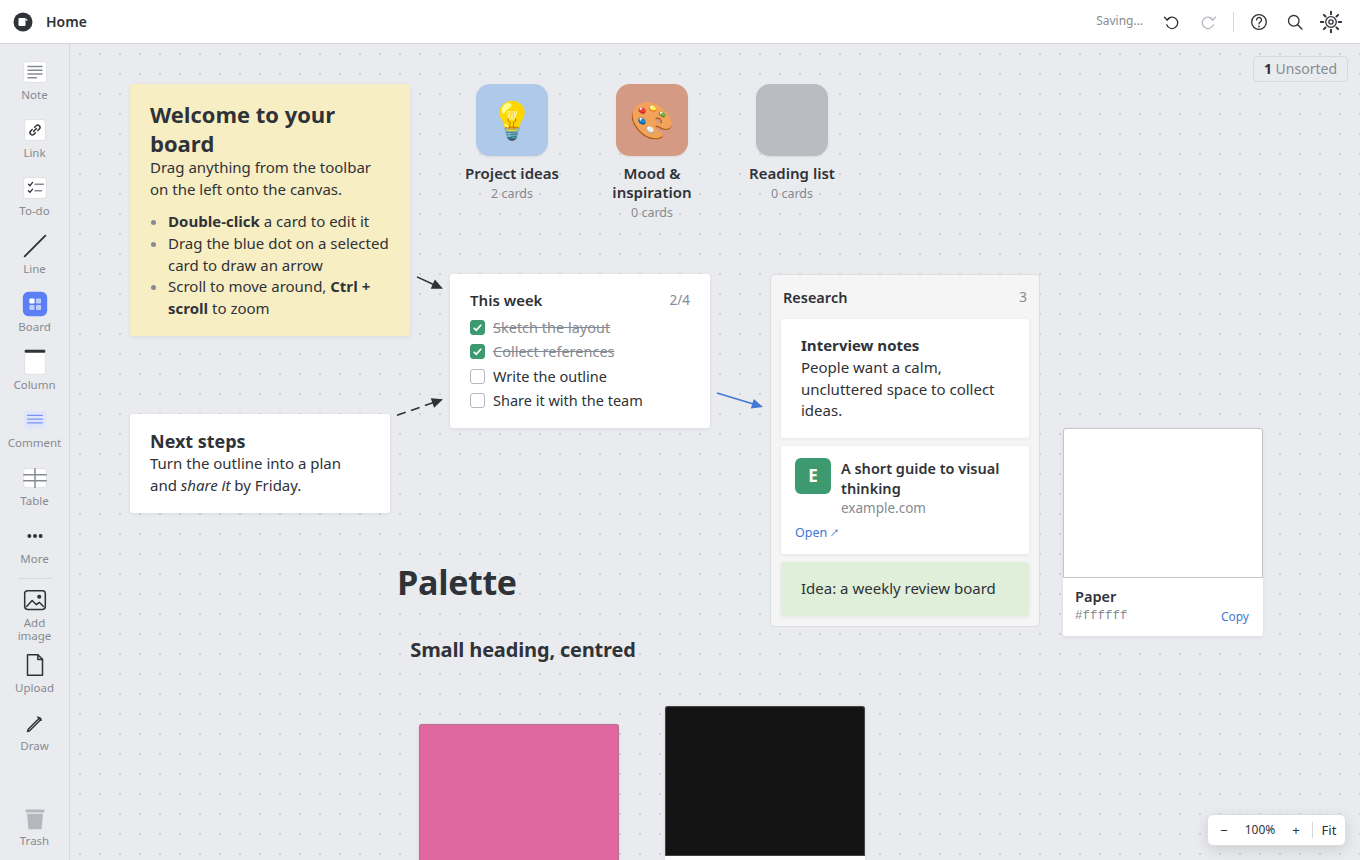 Home
Saving...
1 Unsorted
Note
Link
To-do
Line
Board
Column
Comment
Table
More
Add
image
Upload
Draw
Trash
Welcome to your
board
Drag anything from the toolbar
on the left onto the canvas.
Double-click a card to edit it
Drag the blue dot on a selected
card to draw an arrow
Scroll to move around, Ctrl +
scroll to zoom
Project ideas
2 cards
Mood &
inspiration
0 cards
Reading list
0 cards
This week 2/4
Sketch the layout
Collect references
Write the outline
Share it with the team
Next steps
Turn the outline into a plan
and share it by Friday.
Research 3
Interview notes
People want a calm,
uncluttered space to collect
ideas.
E
A short guide to visual
thinking
example.com
Open ↗
Idea: a weekly review board
Paper
#ffffff
Copy
Palette
Small heading, centred
− 100% + Fit